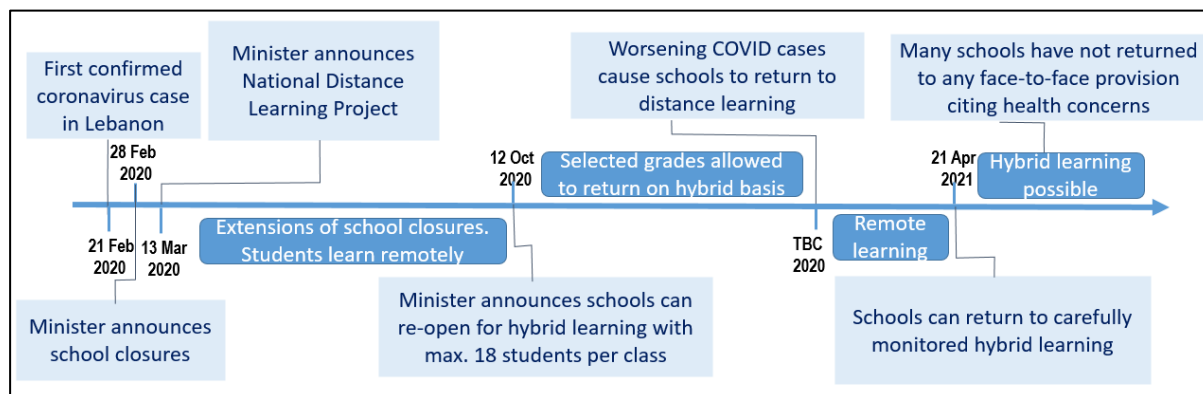 First confirmed
coronavirus case
in Lebanon
Minister announces
National Distance
Learning Project
Worsening COVID cases
cause schools to return to
distance learning
Many schools have not returned
to any face-to-face provision
citing health concerns
28 Feb
2020
12 Oct
2020
Selected grades allowed
to return on hybrid basis
21 Apr
2021
Hybrid learning
possible
21 Feb
2020
13 Mar
2020
Extensions of school closures.
Students learn remotely
TBC
2020
Remote
learning
Minister announces
school closures
Minister announces schools can
re-open for hybrid learning with
max. 18 students per class
Schools can return to carefully
monitored hybrid learning